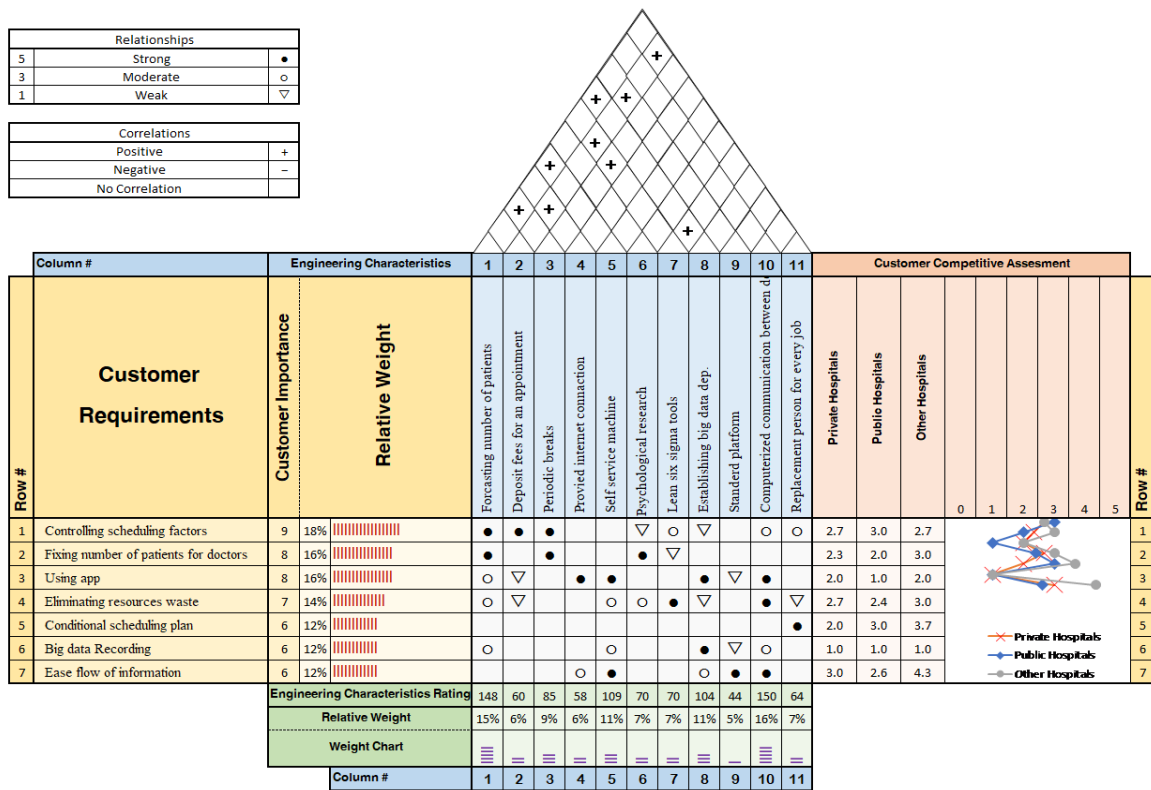 Relationships
5 Strong ●
3 Moderate ○
1 Weak ▽
Correlations
Positive +
Negative −
No Correlation
Column # Engineering Characteristics 1 2 3 4 5 6 7 8 9 10 11 Customer Competitive Assesment
Row #
Customer
Requirements
Customer Importance
Relative Weight
Forcasting number of patients
Deposit fees for an appointment
Periodic breaks
Provied internet connaction
Self service machine
Psychological research
Lean six sigma tools
Establishing big data dep.
Standerd platform
Computerized communication between
Replacement person for every job
Private Hospitals
Public Hospitals
Other Hospitals
0 1 2 3 4 5
Row #
1 Controlling scheduling factors 9 18% ● ● ● ▽ ○ ▽ ○ ○ 2.7 3.0 2.7 1
2 Fixing number of patients for doctors 8 16% ● ● ● ▽ 2.3 2.0 3.0 2
3 Using app 8 16% ○ ▽ ● ● ● ▽ ● 2.0 1.0 2.0 3
4 Eliminating resources waste 7 14% ○ ▽ ○ ○ ● ▽ ● ▽ 2.7 2.4 3.0 4
5 Conditional scheduling plan 6 12% ● 2.0 3.0 3.7 5
6 Big data Recording 6 12% ○ ○ ● ▽ ○ 1.0 1.0 1.0 6
7 Ease flow of information 6 12% ○ ● ○ ● ● 3.0 2.6 4.3 7
Private Hospitals
Public Hospitals
Other Hospitals
Engineering Characteristics Rating 148 60 85 58 109 70 70 104 44 150 64
Relative Weight 15% 6% 9% 6% 11% 7% 7% 11% 5% 16% 7%
Weight Chart
Column # 1 2 3 4 5 6 7 8 9 10 11